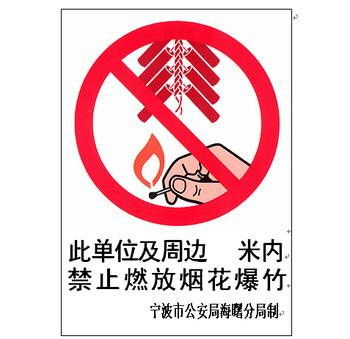 此单位及周边　米内
禁止燃放烟花爆竹
宁波市公安局海曙分局制